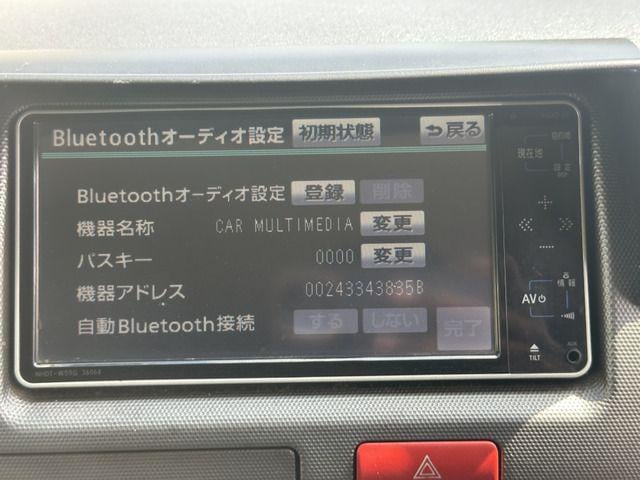 Bluetoothオーディオ設定 初期状態 戻る
Bluetoothオーディオ設定 登録 削除
機器名称 CAR MULTIMEDIA 変更
パスキー 0000 変更
機器アドレス 00243343835B
自動Bluetooth接続 する しない 完了
現在地
情報
AV
TILT
AUX